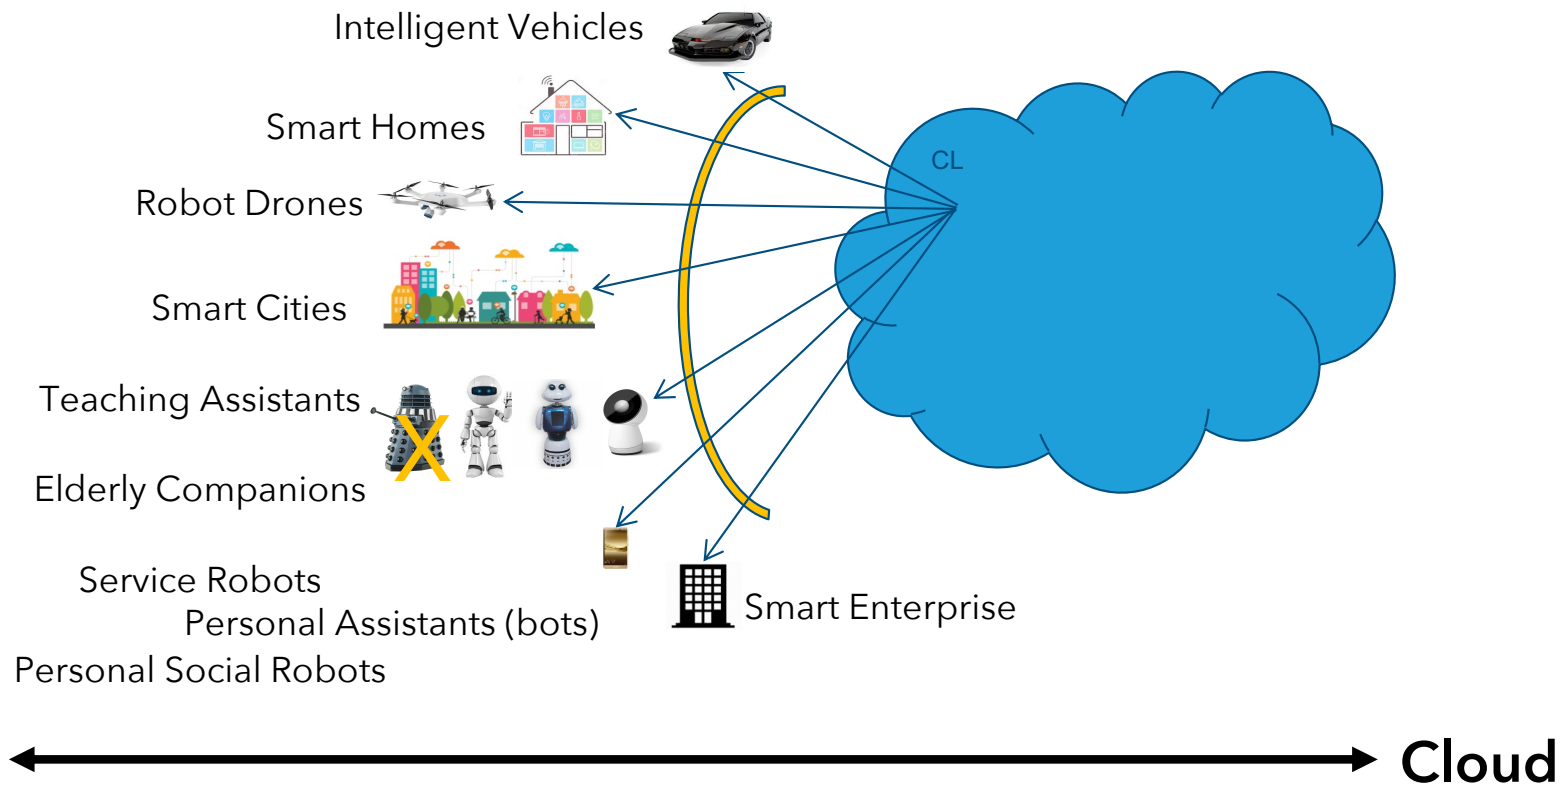 Intelligent Vehicles
Smart Homes
CL
Robot Drones
Smart Cities
Teaching Assistants
X
Elderly Companions
Service Robots
Smart Enterprise
Personal Assistants (bots)
Personal Social Robots
Cloud